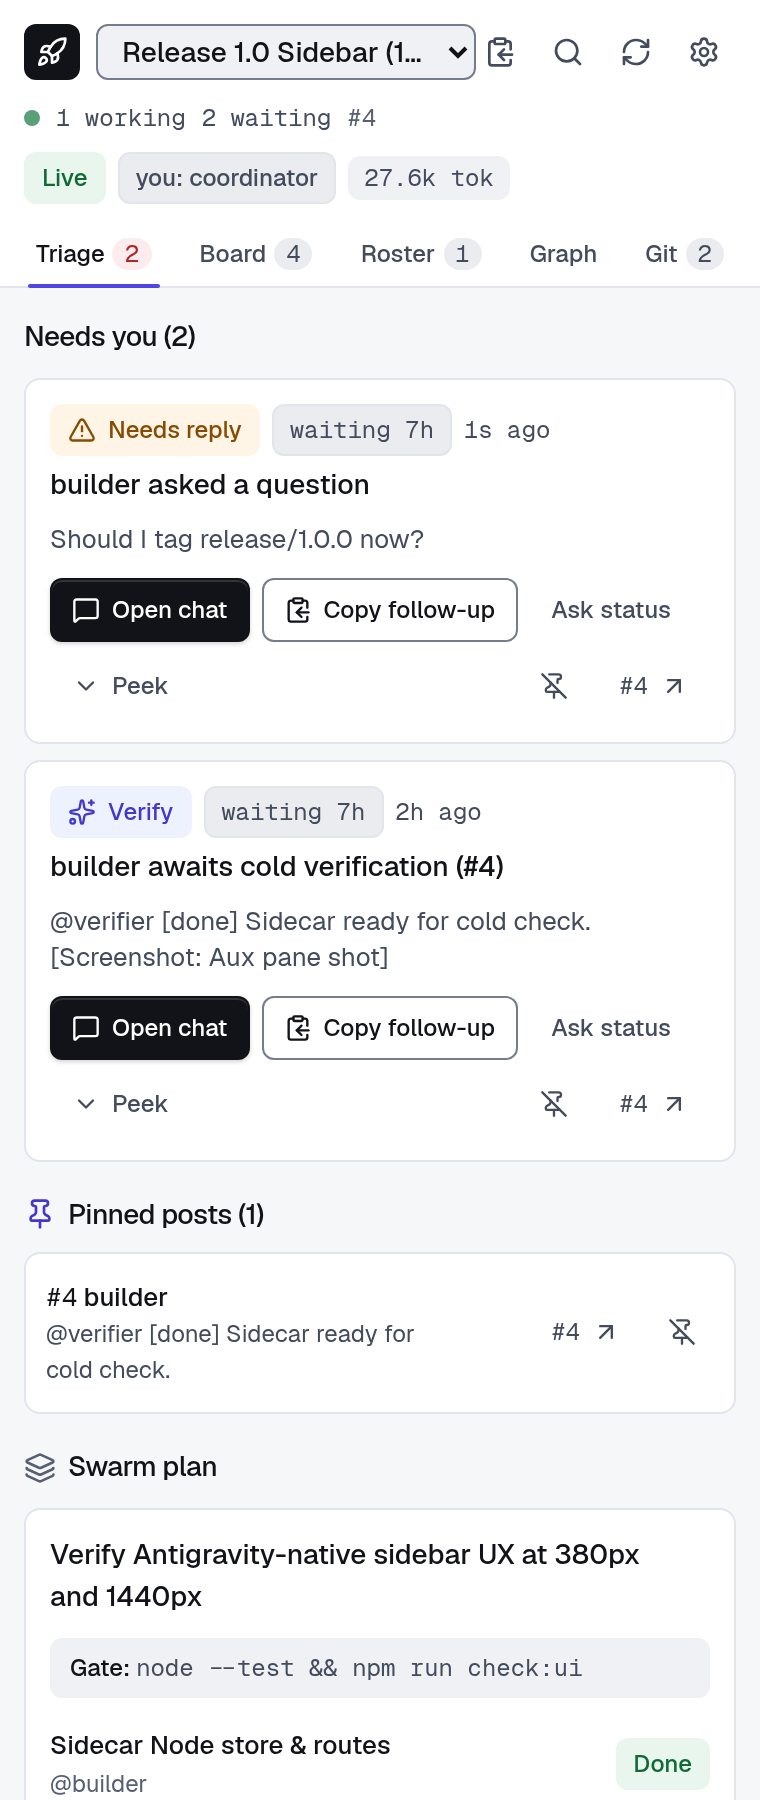 Release 1.0 Sidebar (1...
1 working 2 waiting #4
Live you: coordinator 27.6k tok
Triage 2 Board 4 Roster 1 Graph Git 2
Needs you (2)
Needs reply waiting 7h 1s ago
builder asked a question
Should I tag release/1.0.0 now?
Open chat Copy follow-up Ask status
Peek #4
Verify waiting 7h 2h ago
builder awaits cold verification (#4)
@verifier [done] Sidecar ready for cold check.
[Screenshot: Aux pane shot]
Open chat Copy follow-up Ask status
Peek #4
Pinned posts (1)
#4 builder
@verifier [done] Sidecar ready for
cold check.
#4
Swarm plan
Verify Antigravity-native sidebar UX at 380px
and 1440px
Gate: node --test && npm run check:ui
Sidecar Node store & routes
@builder
Done